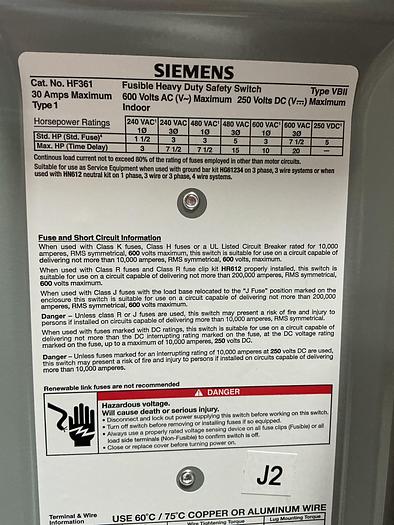 SIEMENS
Cat. No. HF361 Fusible Heavy Duty Safety Switch Type VBII
30 Amps Maximum 600 Volts AC (V~) Maximum 250 Volts DC (V⎓) Maximum
Type 1 Indoor
Horsepower Ratings 240 VAC¹ 1Ø 240 VAC 3Ø 480 VAC¹ 1Ø 480 VAC 3Ø 600 VAC¹ 1Ø 600 VAC 3Ø 250 VDC¹
Std. HP (Std. Fuse)⁴ 1 1/2 3 3 5 3 7 1/2 5
Max. HP (Time Delay) 3 7 1/2 7 1/2 15 10 20 —
Continous load current not to exceed 80% of the rating of fuses employed in other than motor circuits.
Suitable for use as Service Equipment when used with ground bar kit HG61234 on 3 phase, 3 wire systems or when
used with HN612 neutral kit on 1 phase, 3 wire or 3 phase, 4 wire systems.
Fuse and Short Circuit Information
When used with Class K fuses, Class H fuses or a UL Listed Circuit Breaker rated for 10,000
amperes, RMS symmetrical, 600 volts maximum, this switch is suitable for use on a circuit capable of
delivering not more than 10,000 amperes, RMS symmetrical, 600 volts, maximum.
When used with Class R fuses and Class R fuse clip kit HR612 properly installed, this switch is
suitable for use on a circuit capable of delivering not more than 200,000 amperes, RMS symmetrical,
600 volts maximum.
When used with Class J fuses with the load base relocated to the "J Fuse" position marked on the
enclosure this switch is suitable for use on a circuit capable of delivering not more than 200,000
amperes, RMS symmetrical, 600 volts, maximum.
Danger – Unless class R or J fuses are used, this switch may present a risk of fire and injury to
persons if installed on circuits capable of delivering more than 10,000 amperes, RMS symmetrical.
When used with fuses marked with DC ratings, this switch is suitable for use on a circuit capable of
delivering not more than the DC interrupting rating marked on the fuse, at the DC voltage rating
marked on the fuse, up to a maximum of 10,000 amperes, 250 volts DC.
Danger – Unless fuses marked for an interrupting rating of 10,000 amperes at 250 volts DC are used,
this switch may present a risk of fire and injury to persons if installed on circuits capable of delivering
more than 10,000 amperes.
Renewable link fuses are not recommended
DANGER
Hazardous voltage.
Will cause death or serious injury.
• Disconnect and lock out power supplying this switch before working on this switch.
• Turn off switch before removing or installing fuses if so equipped.
• Always use a properly rated voltage sensing device on all fuse clips (Fusible) or all
load side terminals (Non-Fusible) to confirm switch is off.
• Close or replace cover before turning power on.
J2
Terminal & Wire Information
USE 60°C / 75°C COPPER OR ALUMINUM WIRE
Wire Tightening Torque Lug Mounting Torque